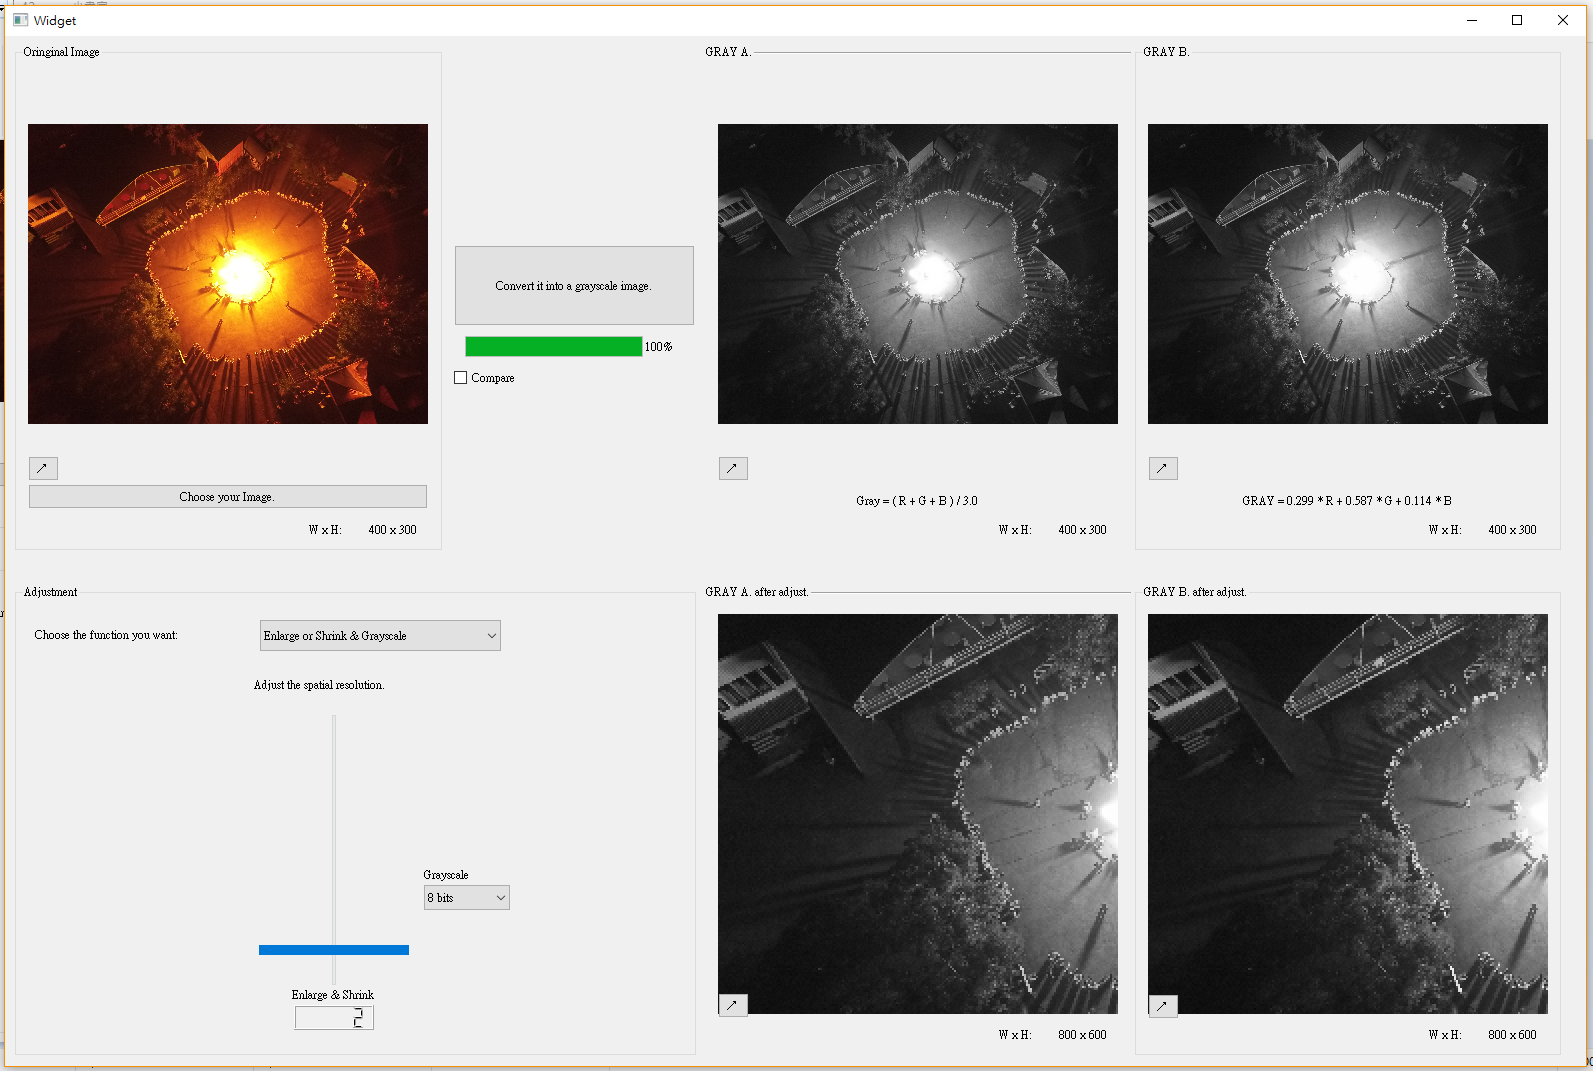 Widget
Oringinal Image
GRAY A.
GRAY B.
Convert it into a grayscale image.
100%
Compare
Choose your Image.
Gray = ( R + G + B ) / 3.0
GRAY = 0.299 * R + 0.587 * G + 0.114 * B
W x H: 400 x 300
W x H: 400 x 300
W x H: 400 x 300
Adjustment
GRAY A. after adjust.
GRAY B. after adjust.
Choose the function you want:
Enlarge or Shrink & Grayscale
Adjust the spatial resolution.
Grayscale
8 bits
Enlarge & Shrink
2
W x H: 800 x 600
W x H: 800 x 600